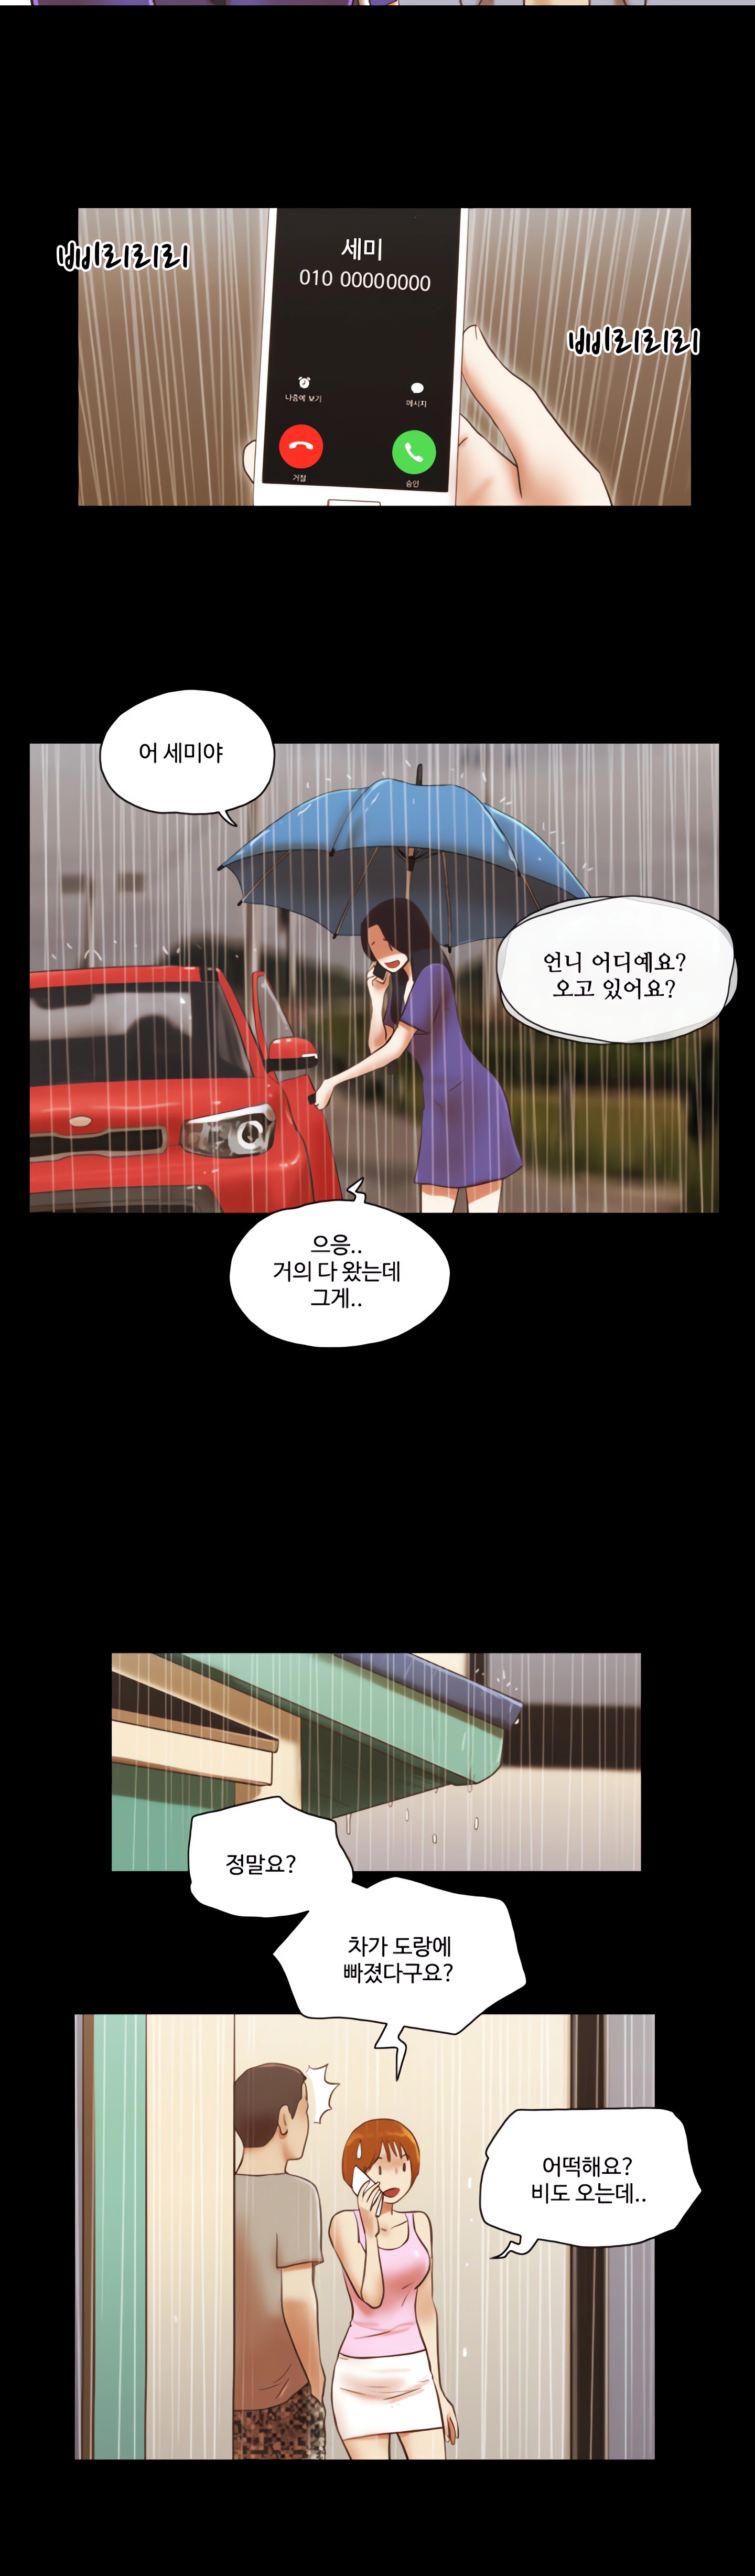 삐리리리
세미
010 00000000
삐리리리
나중에 보기
메시지
거절
승인
어 세미야
언니 어디예요?
오고 있어요?
으응..
거의 다 왔는데
그게..
정말요?
차가 도랑에
빠졌다구요?
어떡해요?
비도 오는데..